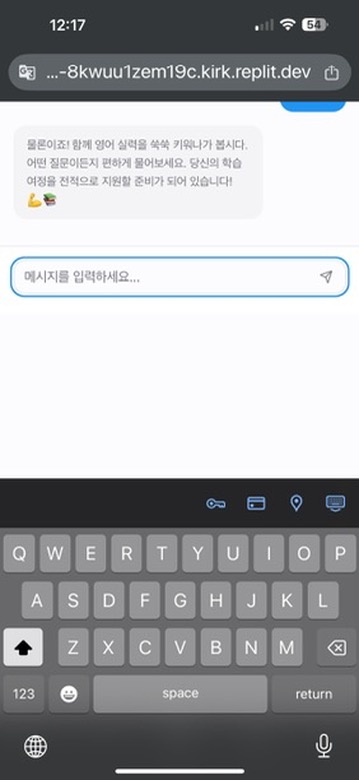 12:17
54
...-8kwuu1zem19c.kirk.replit.dev
물론이죠! 함께 영어 실력을 쑥쑥 키워나가 봅시다.
어떤 질문이든지 편하게 물어보세요. 당신의 학습
여정을 전적으로 지원할 준비가 되어 있습니다!
💪📚
메시지를 입력하세요...
Q W E R T Y U I O P
A S D F G H J K L
Z X C V B N M
123 space return